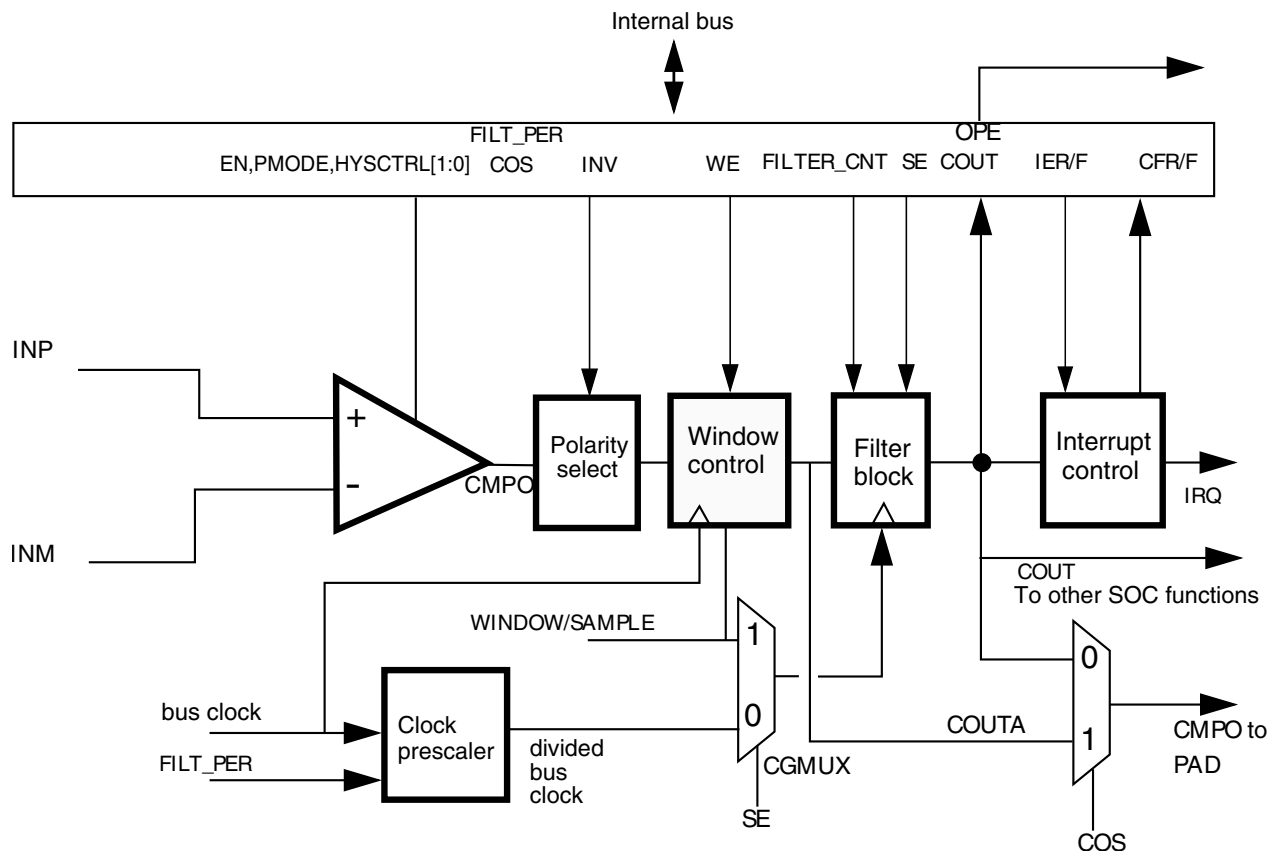 Internal bus
FILT_PER
OPE
EN,PMODE,HYSCTRL[1:0]
COS
INV
WE
FILTER_CNT
SE
COUT
IER/F
CFR/F
INP
+
-
INM
CMPO
Polarity
select
Window
control
Filter
block
Interrupt
control
IRQ
COUT
To other SOC functions
WINDOW/SAMPLE
1
0
CGMUX
SE
bus clock
FILT_PER
Clock
prescaler
divided
bus
clock
COUTA
0
1
CMPO to
PAD
COS